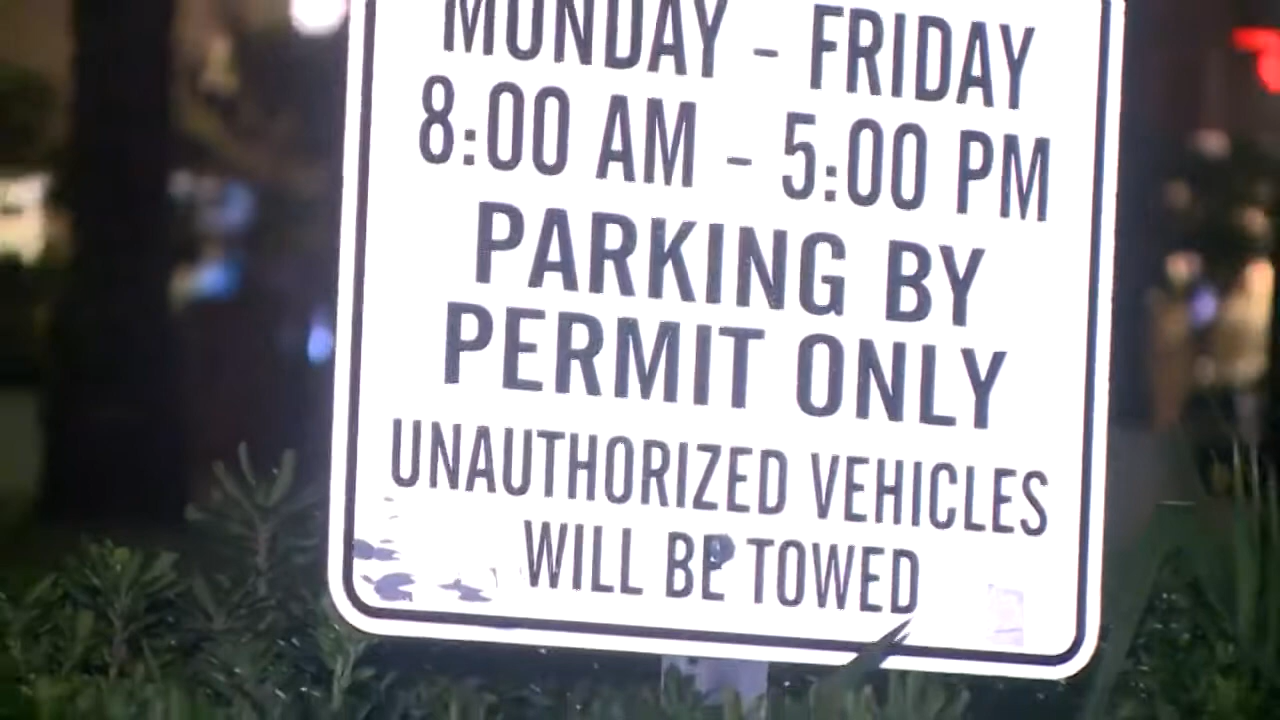 MONDAY - FRIDAY
8:00 AM - 5:00 PM
PARKING BY
PERMIT ONLY
UNAUTHORIZED VEHICLES
WILL BE TOWED